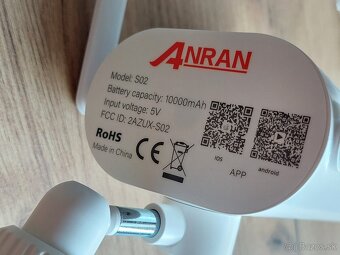 ANRAN
Model: S02
Battery capacity: 10000mAh
Input voltage: 5V
FCC ID: 2AZUX-S02
RoHS
Made in China
CE
ios
APP
android